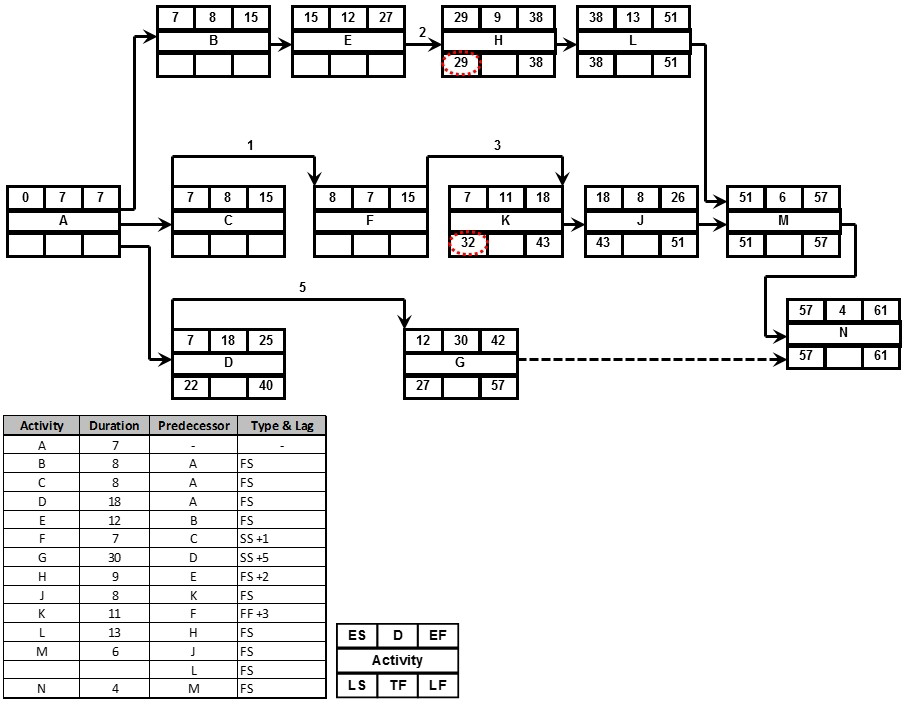 7 8 15
B
15 12 27
E
2
29 9 38
H
29 38
38 13 51
L
38 51
1
3
0 7 7
A
7 8 15
C
8 7 15
F
7 11 18
K
32 43
18 8 26
J
43 51
51 6 57
M
51 57
5
7 18 25
D
22 40
12 30 42
G
27 57
57 4 61
N
57 61
Activity Duration Predecessor Type & Lag
A 7 - -
B 8 A FS
C 8 A FS
D 18 A FS
E 12 B FS
F 7 C SS +1
G 30 D SS +5
H 9 E FS +2
J 8 K FS
K 11 F FF +3
L 13 H FS
M 6 J FS
L FS
N 4 M FS
ES D EF
Activity
LS TF LF